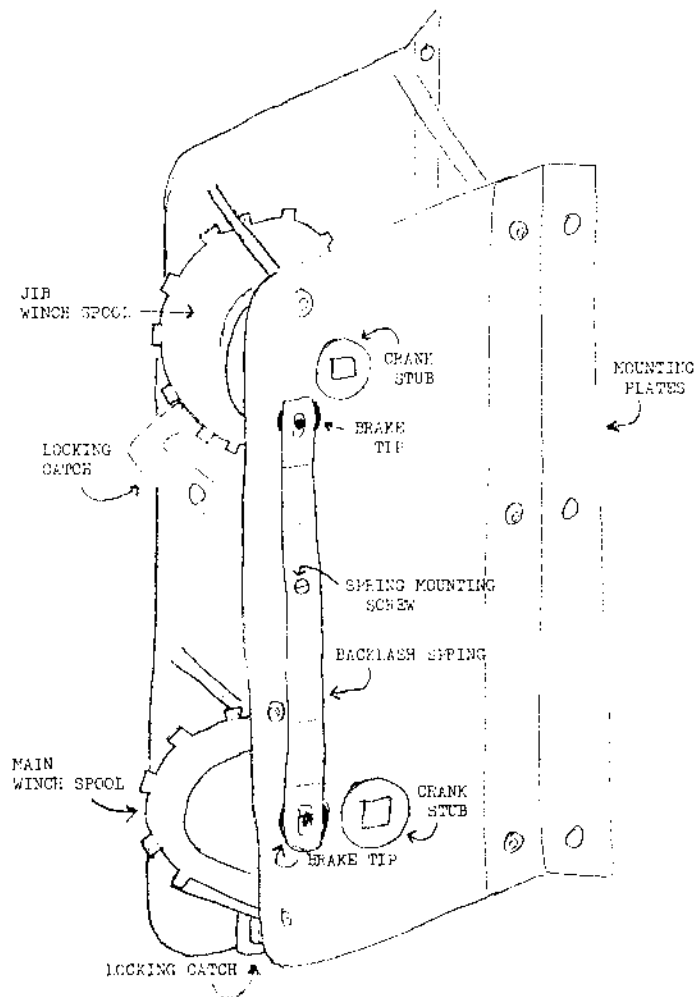 JIB
WINCH SPOOL
CRANK
STUB
MOUNTING
PLATES
BRAKE
TIP
LOCKING
CATCH
SPRING MOUNTING
SCREW
BACKLASH SPRING
MAIN
WINCH SPOOL
CRANK
STUB
BRAKE TIP
LOCKING CATCH